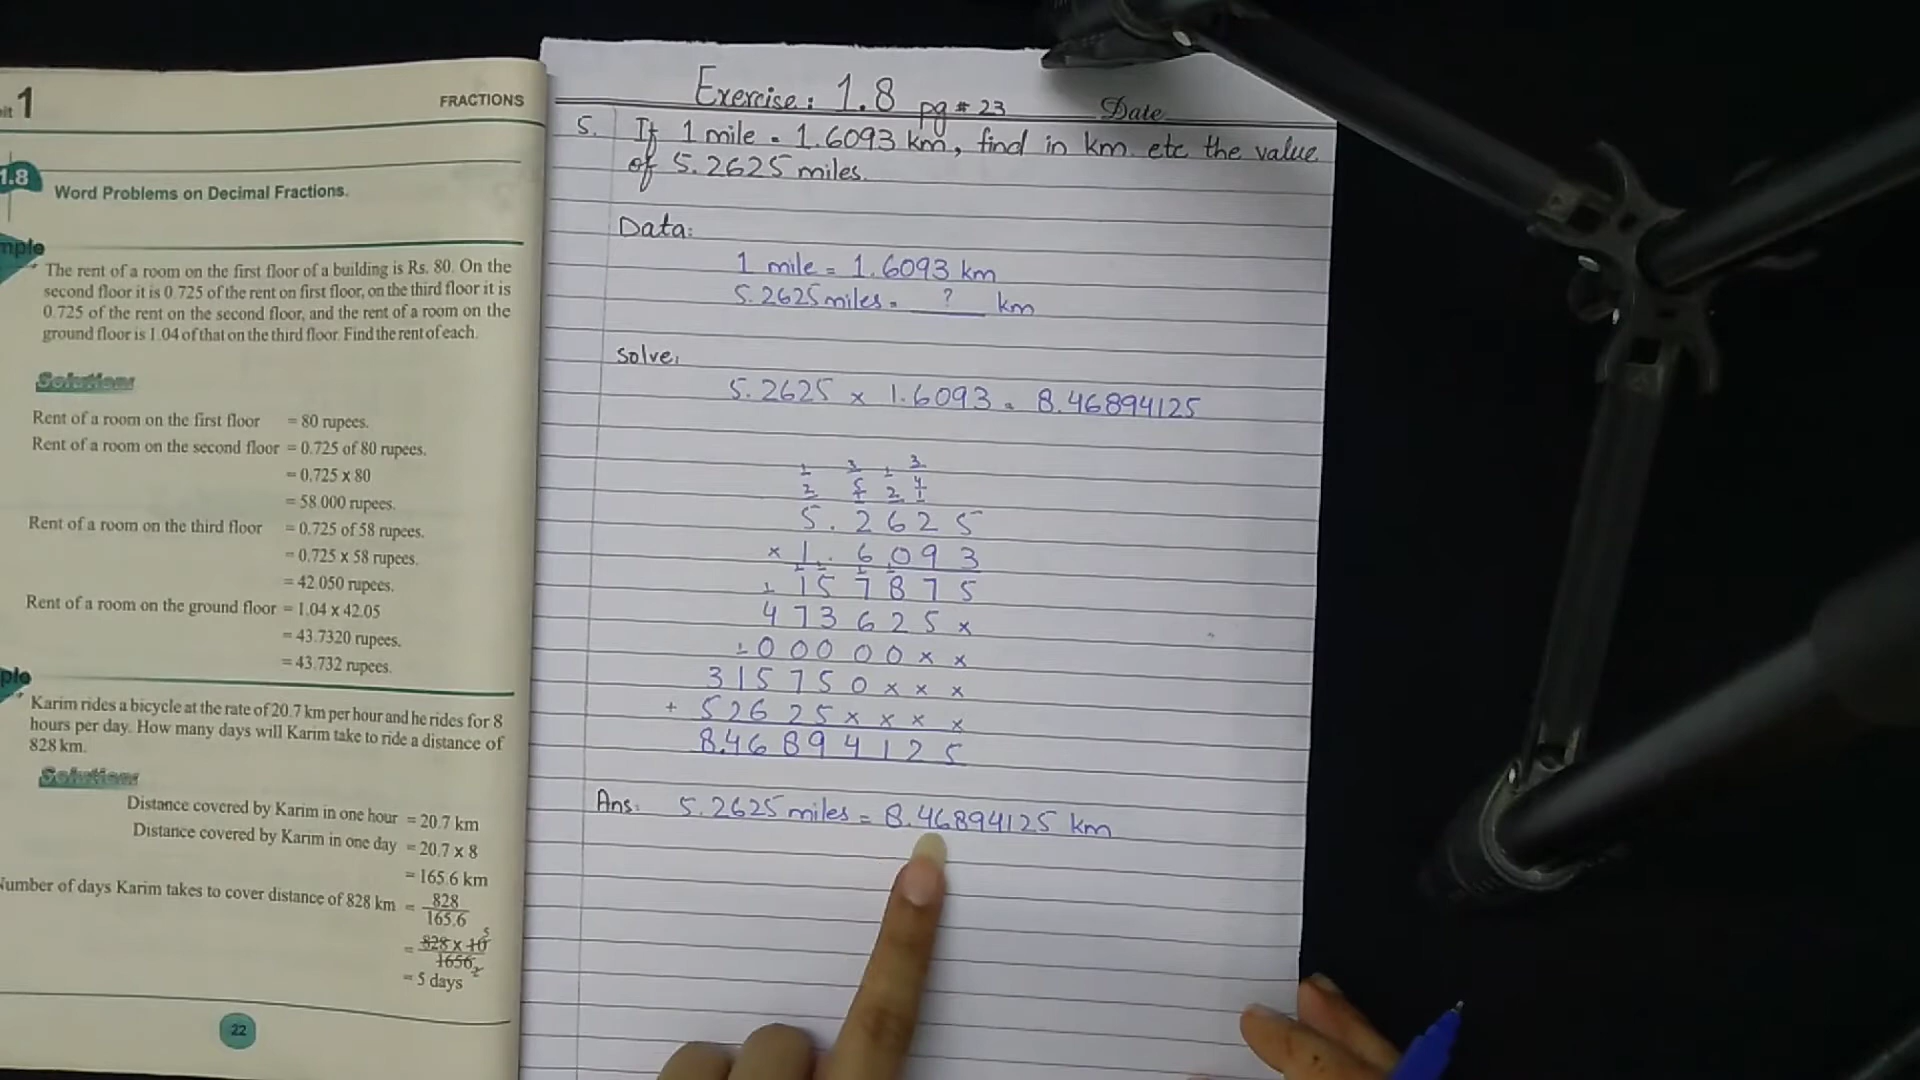 1
FRACTIONS
1.8
Word Problems on Decimal Fractions.
The rent of a room on the first floor of a building is Rs. 80. On the
second floor it is 0.725 of the rent on first floor, on the third floor it is
0.725 of the rent on the second floor, and the rent of a room on the
ground floor is 1.04 of that on the third floor. Find the rent of each.
Solution:
Rent of a room on the first floor = 80 rupees.
Rent of a room on the second floor = 0.725 of 80 rupees.
= 0.725 x 80
= 58.000 rupees.
Rent of a room on the third floor = 0.725 of 58 rupees.
= 0.725 x 58 rupees.
= 42.050 rupees.
Rent of a room on the ground floor = 1.04 x 42.05
= 43.7320 rupees.
= 43.732 rupees.
Karim rides a bicycle at the rate of 20.7 km per hour and he rides for 8
hours per day. How many days will Karim take to ride a distance of
828 km.
Solution:
Distance covered by Karim in one hour = 20.7 km
Distance covered by Karim in one day = 20.7 x 8
= 165.6 km
Number of days Karim takes to cover distance of 828 km = 828
165.6
= 828 x 10 5
1656 2
= 5 days
22
Exercise: 1.8 pg # 23 Date
5. If 1 mile = 1.6093 km, find in km etc the value
of 5.2625 miles.
Data:
1 mile = 1.6093 km
5.2625 miles = ? km
Solve:
5.2625 x 1.6093 = 8.46894125
5.2625
x 1.6093
157875
473625x
00000xx
315750xxx
+ 52625xxxx
8.46894125
Ans: 5.2625 miles = 8.46894125 km